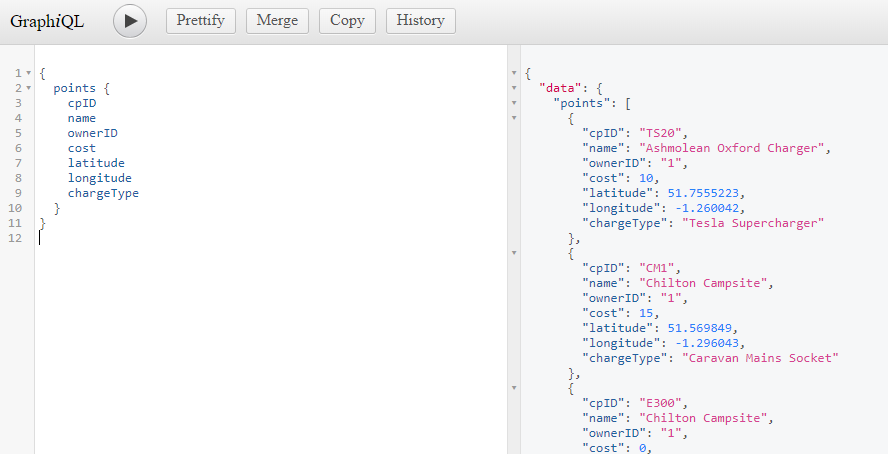 GraphiQL Prettify Merge Copy History
1 {
2 points {
3 cpID
4 name
5 ownerID
6 cost
7 latitude
8 longitude
9 chargeType
10 }
11 }
12
{
"data": {
"points": [
{
"cpID": "TS20",
"name": "Ashmolean Oxford Charger",
"ownerID": "1",
"cost": 10,
"latitude": 51.7555223,
"longitude": -1.260042,
"chargeType": "Tesla Supercharger"
},
{
"cpID": "CM1",
"name": "Chilton Campsite",
"ownerID": "1",
"cost": 15,
"latitude": 51.569849,
"longitude": -1.296043,
"chargeType": "Caravan Mains Socket"
},
{
"cpID": "E300",
"name": "Chilton Campsite",
"ownerID": "1",
"cost": 0,